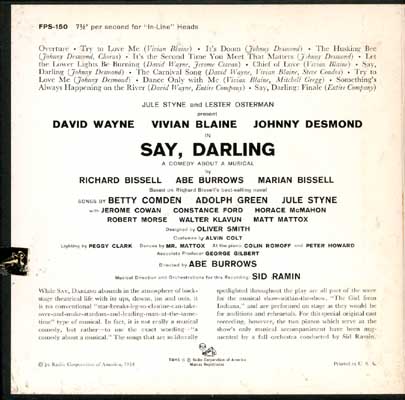 FPS-150 7½" per second for "In-Line" Heads
Overture • Try to Love Me (Vivian Blaine) • It's Doom (Johnny Desmond) • The Husking Bee
(Johnny Desmond, Chorus) • It's the Second Time You Meet That Matters (Johnny Desmond) • Let
the Lower Lights Be Burning (David Wayne, Jerome Cowan) • Chief of Love (Vivian Blaine) • Say,
Darling (Johnny Desmond) • The Carnival Song (David Wayne, Vivian Blaine, Steve Condos) • Try to
Love Me (Johnny Desmond) • Dance Only with Me (Vivian Blaine, Mitchell Gregg) • Something's
Always Happening on the River (David Wayne, Entire Company) • Say, Darling: Finale (Entire Company)
JULE STYNE and LESTER OSTERMAN
present
DAVID WAYNE VIVIAN BLAINE JOHNNY DESMOND
IN
SAY, DARLING
A COMEDY ABOUT A MUSICAL
by
RICHARD BISSELL ABE BURROWS MARIAN BISSELL
Based on Richard Bissell's best-selling novel
SONGS BY BETTY COMDEN ADOLPH GREEN JULE STYNE
with JEROME COWAN CONSTANCE FORD HORACE McMAHON
ROBERT MORSE WALTER KLAVUN MATT MATTOX
Designed by OLIVER SMITH
Costumes by ALVIN COLT
Lighting by PEGGY CLARK Dances by MR. MATTOX At the piano, COLIN ROMOFF and PETER HOWARD
Associate Producer GEORGE GILBERT
Directed by ABE BURROWS
Musical Direction and Orchestrations for this Recording: SID RAMIN
While SAY, DARLING abounds in the atmosphere of back-
stage theatrical life with its ups, downs, ins and outs, it
is no conventional "star-breaks-leg-so-chorine-can-take-
over-and-make-stardom-and-leading-man-at-the-same-
time" type of musical. In fact, it is not really a musical
comedy, but rather—to use the exact wording—"a
comedy about a musical." The songs that are so liberally
spotlighted throughout the play are all part of the score
for the musical show-within-the-show, "The Girl from
Indiana," and are performed on stage as they would be
for auditions and rehearsals. For this special original cast
recording, however, the two pianos which serve as the
show's only musical accompaniment have been aug-
mented by a full orchestra conducted by Sid Ramin.
© by Radio Corporation of America, 1958
TMKS ® © Radio Corporation of America
Marcas Registradas
Printed in U. S. A.